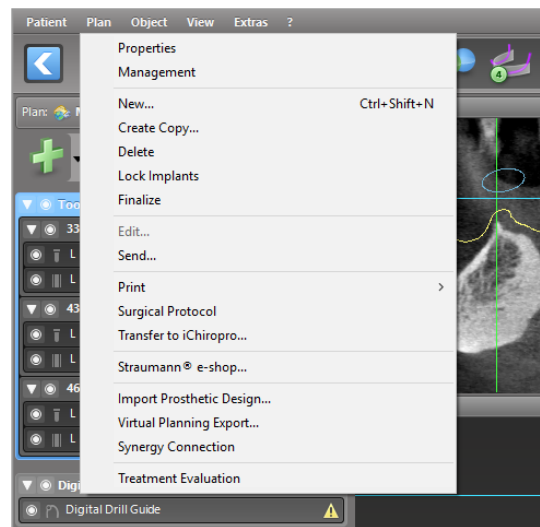 Patient Plan Object View Extras ?
Properties
Management
Plan:
New... Ctrl+Shift+N
Create Copy...
Delete
Lock Implants
Finalize
Edit...
Send...
Print
Surgical Protocol
Transfer to iChiropro...
Straumann® e-shop...
Import Prosthetic Design...
Virtual Planning Export...
Synergy Connection
Treatment Evaluation
4
33
L
L
43
L
L
46
L
L
Digital Drill Guide